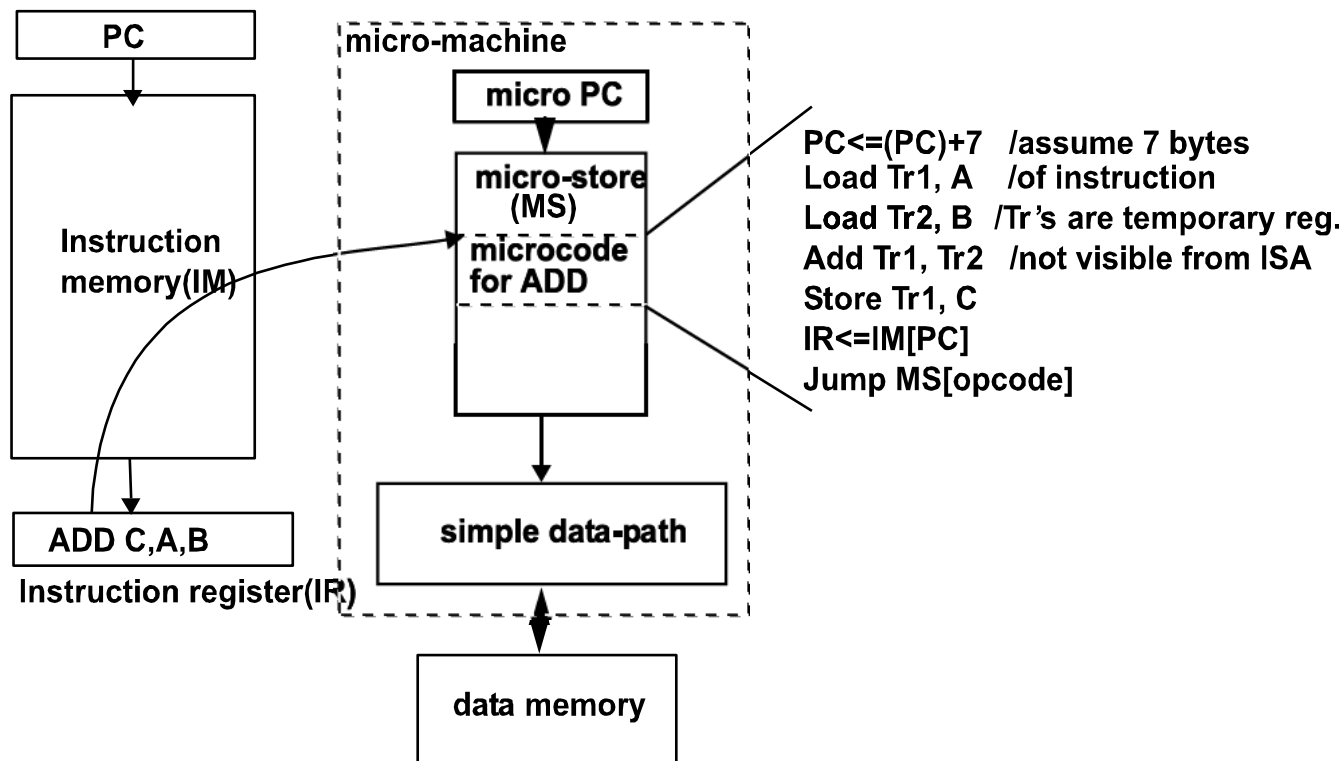 PC
Instruction
memory(IM)
ADD C,A,B
Instruction register(IR)
micro-machine
micro PC
micro-store
(MS)
microcode
for ADD
simple data-path
data memory
PC<=(PC)+7 /assume 7 bytes
Load Tr1, A /of instruction
Load Tr2, B /Tr's are temporary reg.
Add Tr1, Tr2 /not visible from ISA
Store Tr1, C
IR<=IM[PC]
Jump MS[opcode]